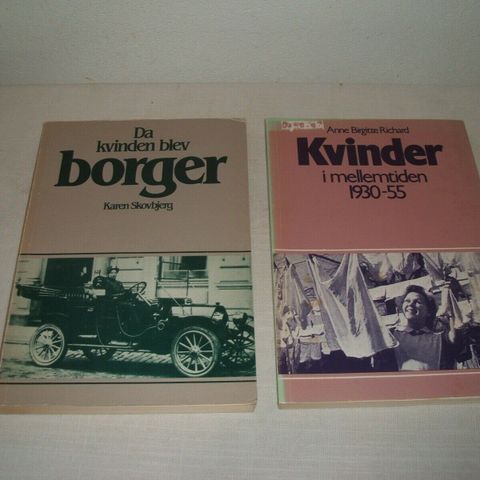 Da
kvinden blev
borger
Karen Skovbjerg
Anne Birgitte Richard
Kvinder
i mellemtiden
1930-55